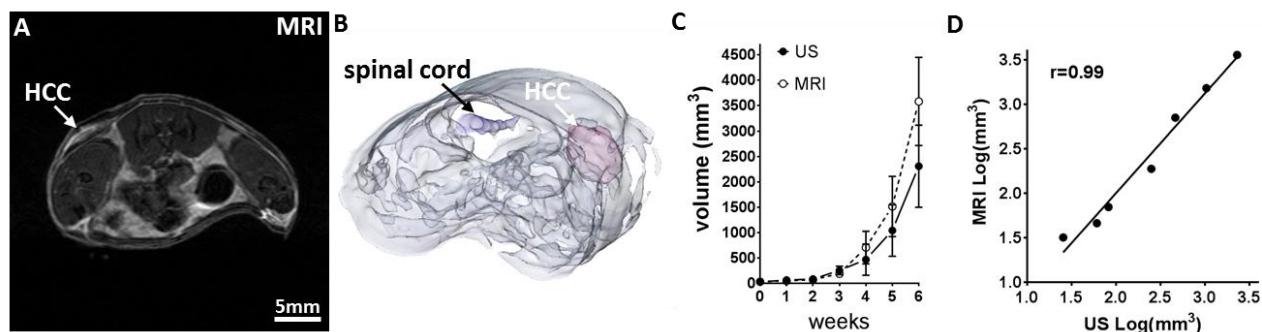 A
MRI
HCC
5mm
B
spinal cord
HCC
C
US
MRI
volume (mm³)
4500
4000
3500
3000
2500
2000
1500
1000
500
0
0 1 2 3 4 5 6
weeks
D
r=0.99
MRI Log(mm³)
3.5
3.0
2.5
2.0
1.5
1.0
1.0 1.5 2.0 2.5 3.0 3.5
US Log(mm³)